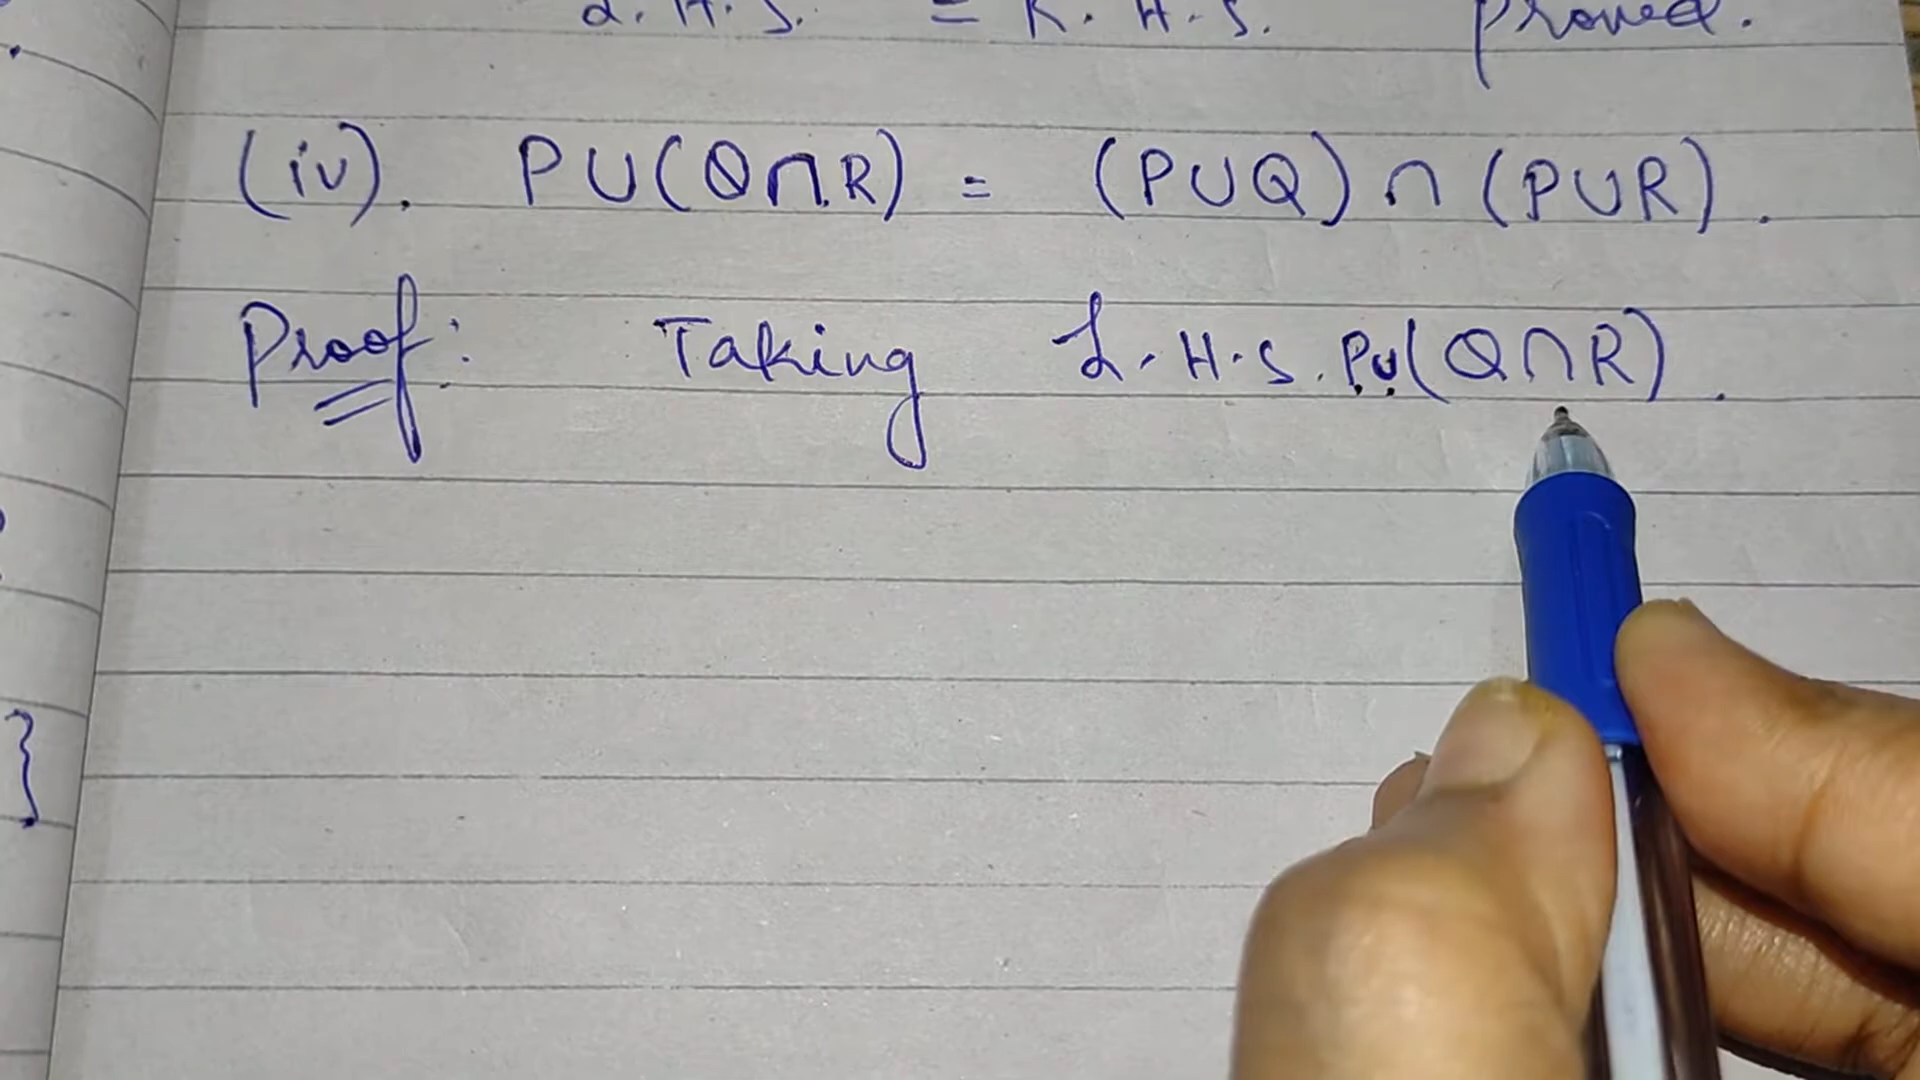 L.H.S. = R.H.S. Proved.
(iv). P∪(Q∩R) = (P∪Q)∩(P∪R).
Proof: Taking L.H.S. P∪(Q∩R).
}